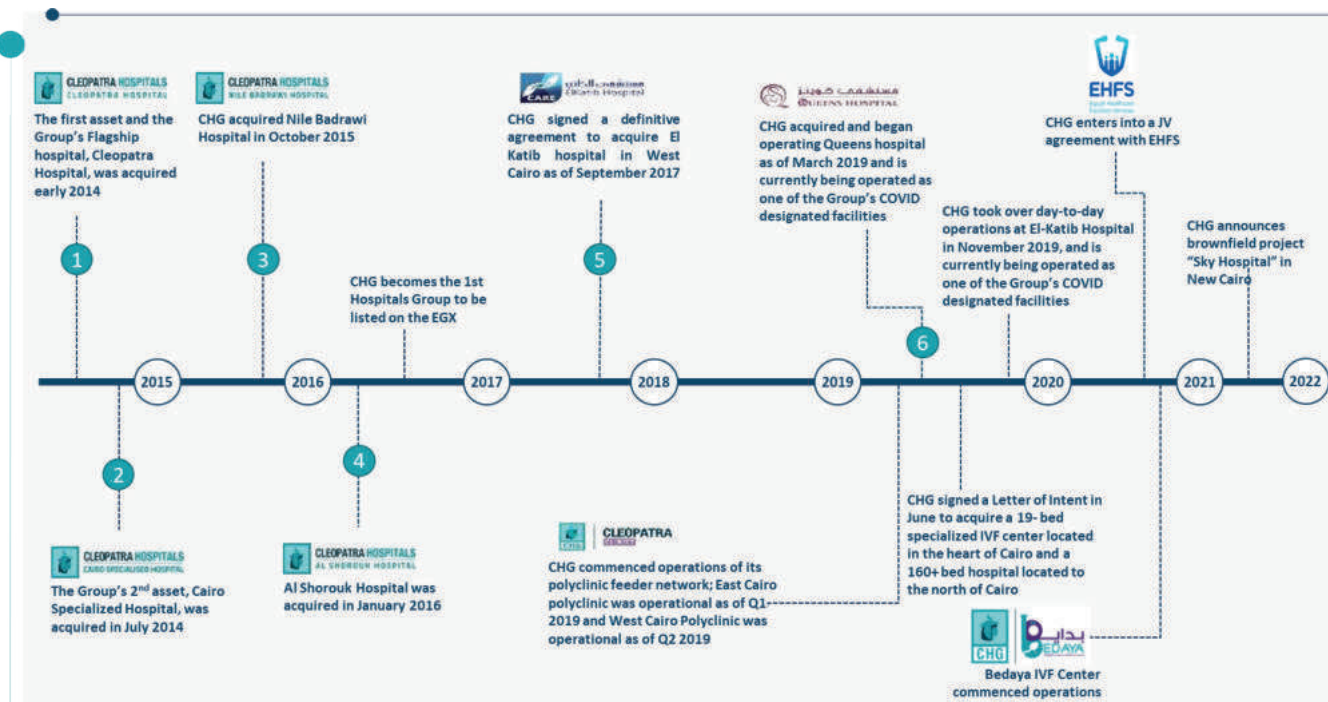 CLEOPATRA HOSPITALS
CLEOPATRA HOSPITAL
The first asset and the
Group's Flagship
hospital, Cleopatra
Hospital, was acquired
early 2014
CLEOPATRA HOSPITALS
NILE BADRAWI HOSPITAL
CHG acquired Nile Badrawi
Hospital in October 2015
CARE
مستشفى الكاتب
ElKatib Hospital
CHG signed a definitive
agreement to acquire El
Katib hospital in West
Cairo as of September 2017
مستشفى كوينز
QUEENS HOSPITAL
CHG acquired and began
operating Queens hospital
as of March 2019 and is
currently being operated as
one of the Group's COVID
designated facilities
EHFS
CHG enters into a JV
agreement with EHFS
CHG took over day-to-day
operations at El-Katib Hospital
in November 2019, and is
currently being operated as
one of the Group's COVID
designated facilities
CHG announces
brownfield project
"Sky Hospital" in
New Cairo
1
3
5
CHG becomes the 1st
Hospitals Group to be
listed on the EGX
6
2015
2016
2017
2018
2019
2020
2021
2022
2
4
CLEOPATRA HOSPITALS
CAIRO SPECIALISED HOSPITAL
The Group's 2nd asset, Cairo
Specialized Hospital, was
acquired in July 2014
CLEOPATRA HOSPITALS
AL SHOROUK HOSPITAL
Al Shorouk Hospital was
acquired in January 2016
CHG
CLEOPATRA
CHG commenced operations of its
polyclinic feeder network; East Cairo
polyclinic was operational as of Q1
2019 and West Cairo Polyclinic was
operational as of Q2 2019
CHG signed a Letter of Intent in
June to acquire a 19- bed
specialized IVF center located
in the heart of Cairo and a
160+ bed hospital located to
the north of Cairo
CHG
بداية
BEDAYA
Bedaya IVF Center
commenced operations